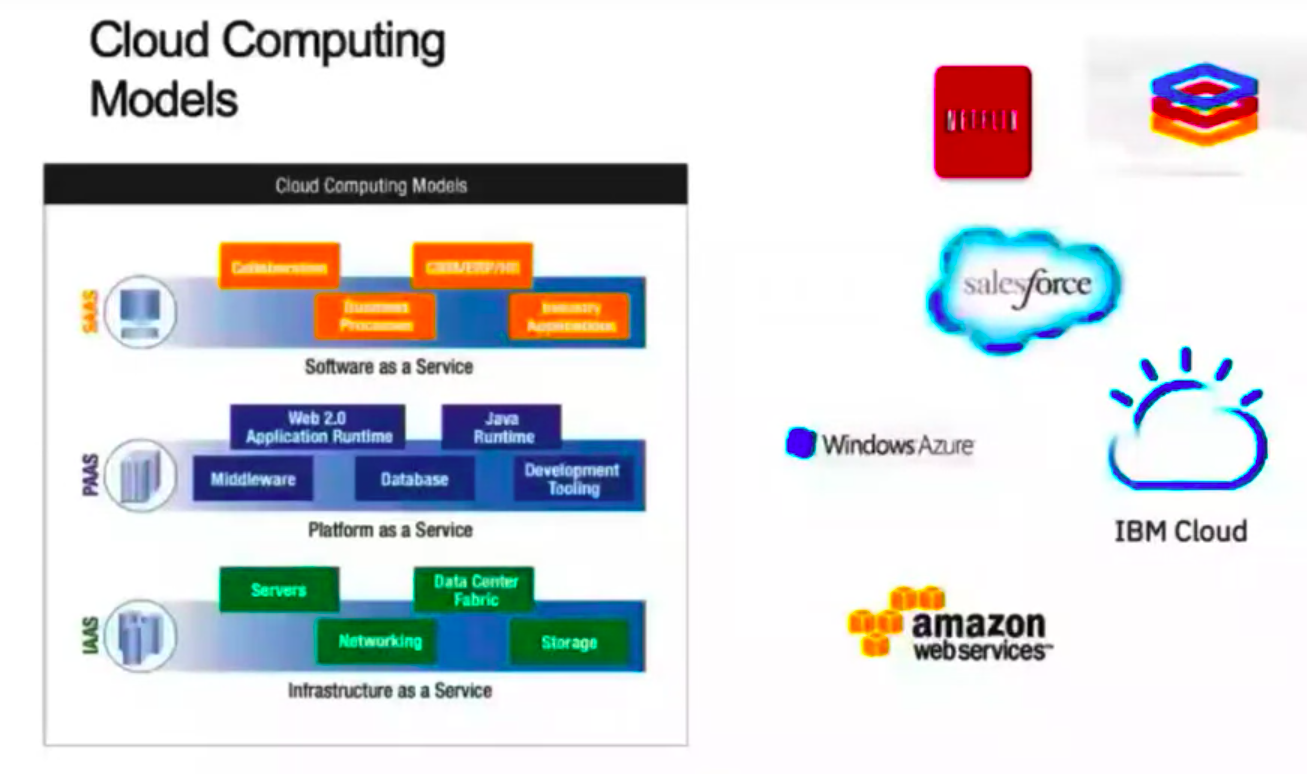 Cloud Computing
Models
Cloud Computing Models
SAAS
Collaboration
CRM/ERP/HR
Business
Processes
Industry
Applications
Software as a Service
PAAS
Web 2.0
Application Runtime
Java
Runtime
Middleware
Database
Development
Tooling
Platform as a Service
IAAS
Servers
Data Center
Fabric
Networking
Storage
Infrastructure as a Service
NETFLIX
salesforce
Windows Azure
IBM Cloud
amazon
web services™